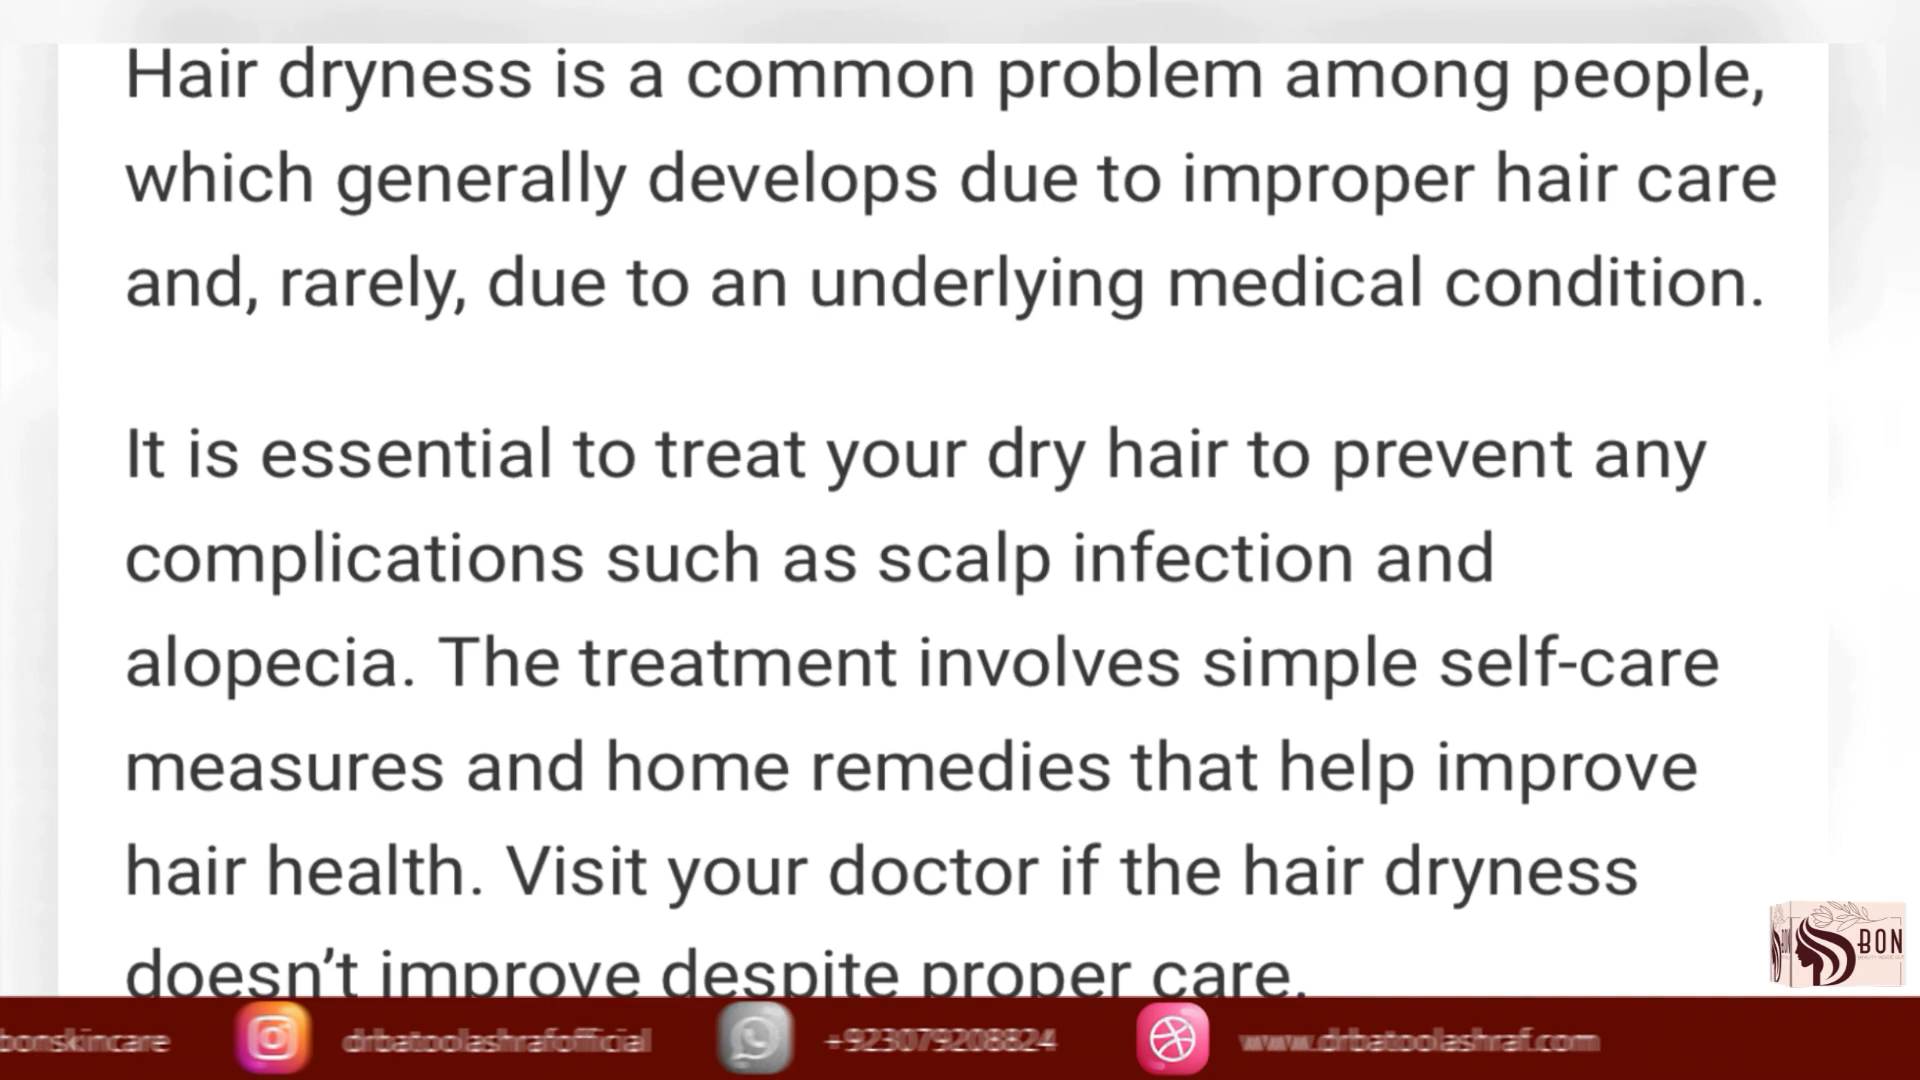 Hair dryness is a common problem among people,
which generally develops due to improper hair care
and, rarely, due to an underlying medical condition.
It is essential to treat your dry hair to prevent any
complications such as scalp infection and
alopecia. The treatment involves simple self-care
measures and home remedies that help improve
hair health. Visit your doctor if the hair dryness
doesn’t improve despite proper care.
BON
bonskincare drbatoolashrafofficial +923079208824 www.drbatoolashraf.com